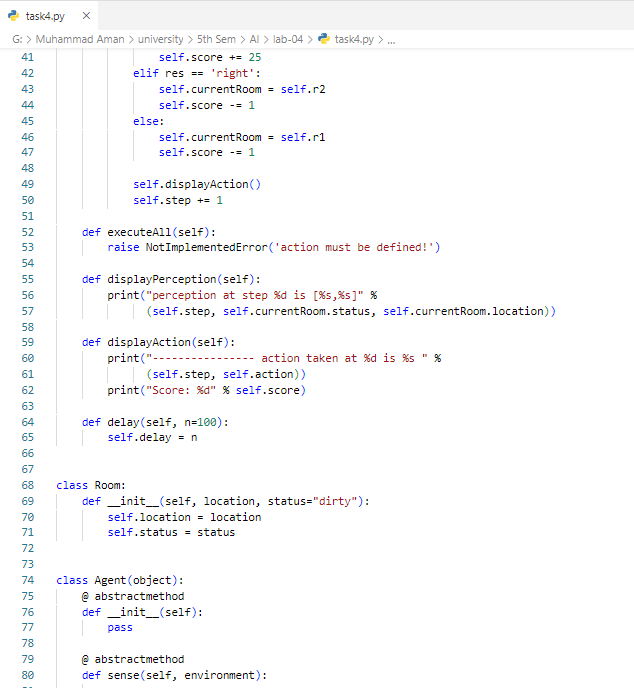 task4.py ×
G: > Muhammad Aman > university > 5th Sem > AI > lab-04 > task4.py > ...
41                 self.score += 25
42             elif res == 'right':
43                 self.currentRoom = self.r2
44                 self.score -= 1
45             else:
46                 self.currentRoom = self.r1
47                 self.score -= 1
48
49             self.displayAction()
50             self.step += 1
51
52     def executeAll(self):
53         raise NotImplementedError('action must be defined!')
54
55     def displayPerception(self):
56         print("perception at step %d is [%s,%s]" %
57               (self.step, self.currentRoom.status, self.currentRoom.location))
58
59     def displayAction(self):
60         print("---------------- action taken at %d is %s " %
61               (self.step, self.action))
62         print("Score: %d" % self.score)
63
64     def delay(self, n=100):
65         self.delay = n
66
67
68 class Room:
69     def __init__(self, location, status="dirty"):
70         self.location = location
71         self.status = status
72
73
74 class Agent(object):
75     @ abstractmethod
76     def __init__(self):
77         pass
78
79     @ abstractmethod
80     def sense(self, environment):